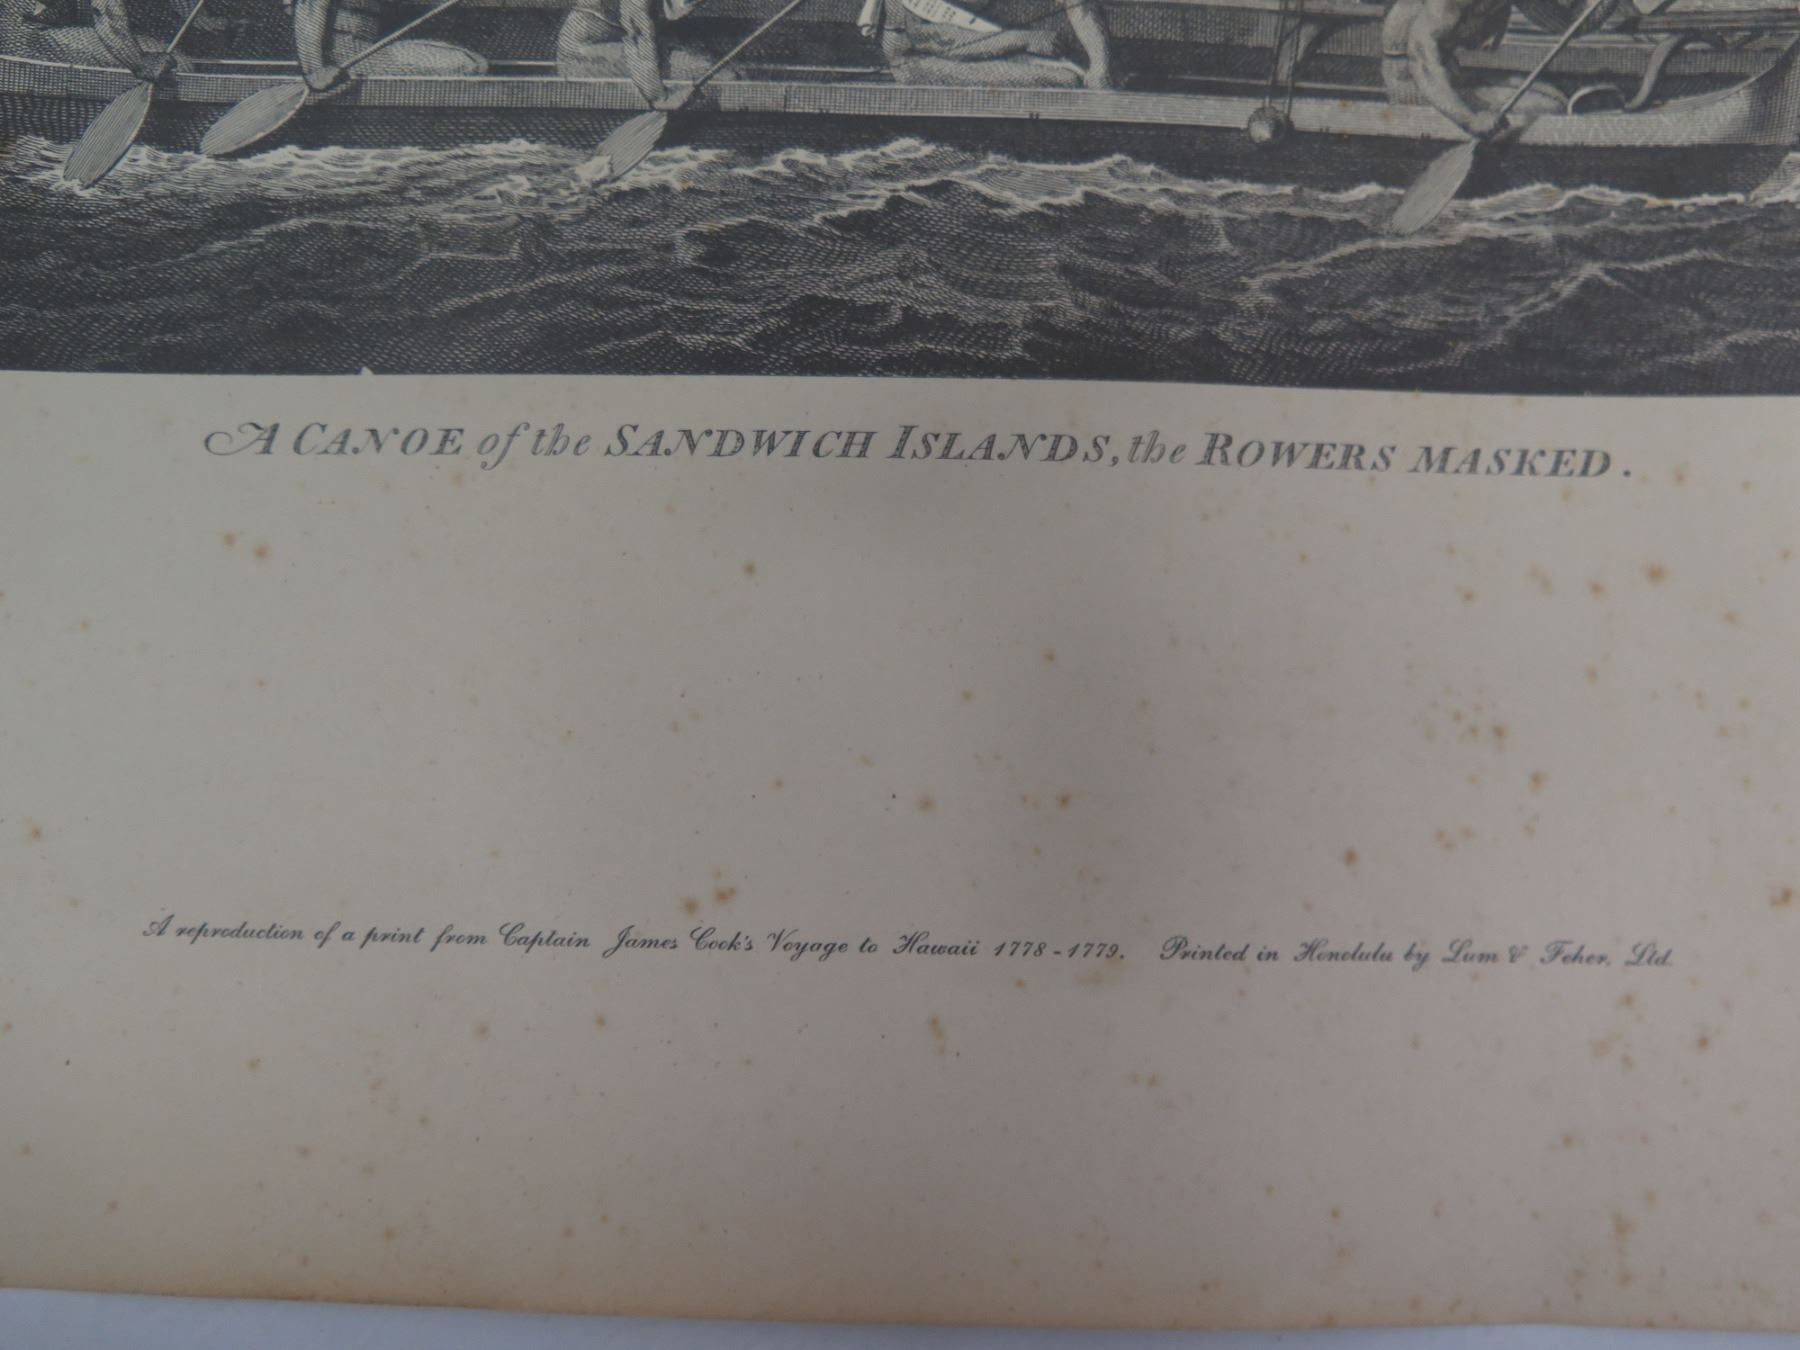 A CANOE of the SANDWICH ISLANDS, the ROWERS MASKED.
A reproduction of a print from Captain James Cook's Voyage to Hawaii 1778-1779. Printed in Honolulu by Lum & Feher, Ltd.